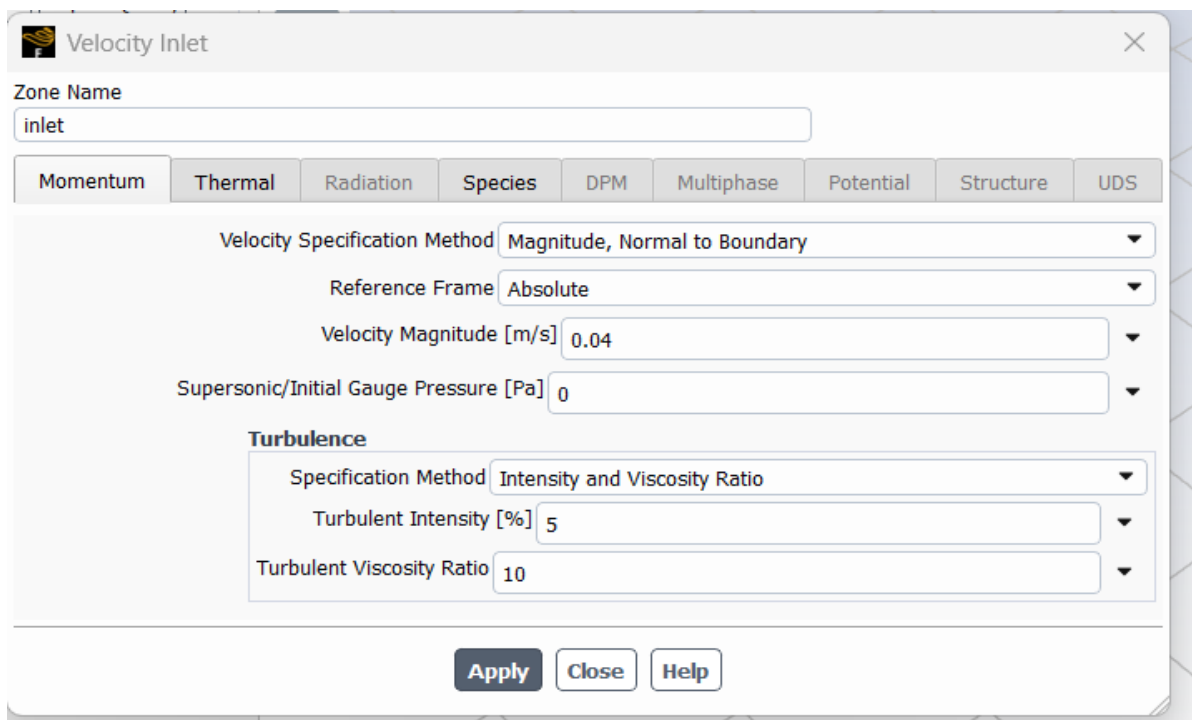 Velocity Inlet
Zone Name
inlet
Momentum Thermal Radiation Species DPM Multiphase Potential Structure UDS
Velocity Specification Method Magnitude, Normal to Boundary
Reference Frame Absolute
Velocity Magnitude [m/s] 0.04
Supersonic/Initial Gauge Pressure [Pa] 0
Turbulence
Specification Method Intensity and Viscosity Ratio
Turbulent Intensity [%] 5
Turbulent Viscosity Ratio 10
Apply Close Help